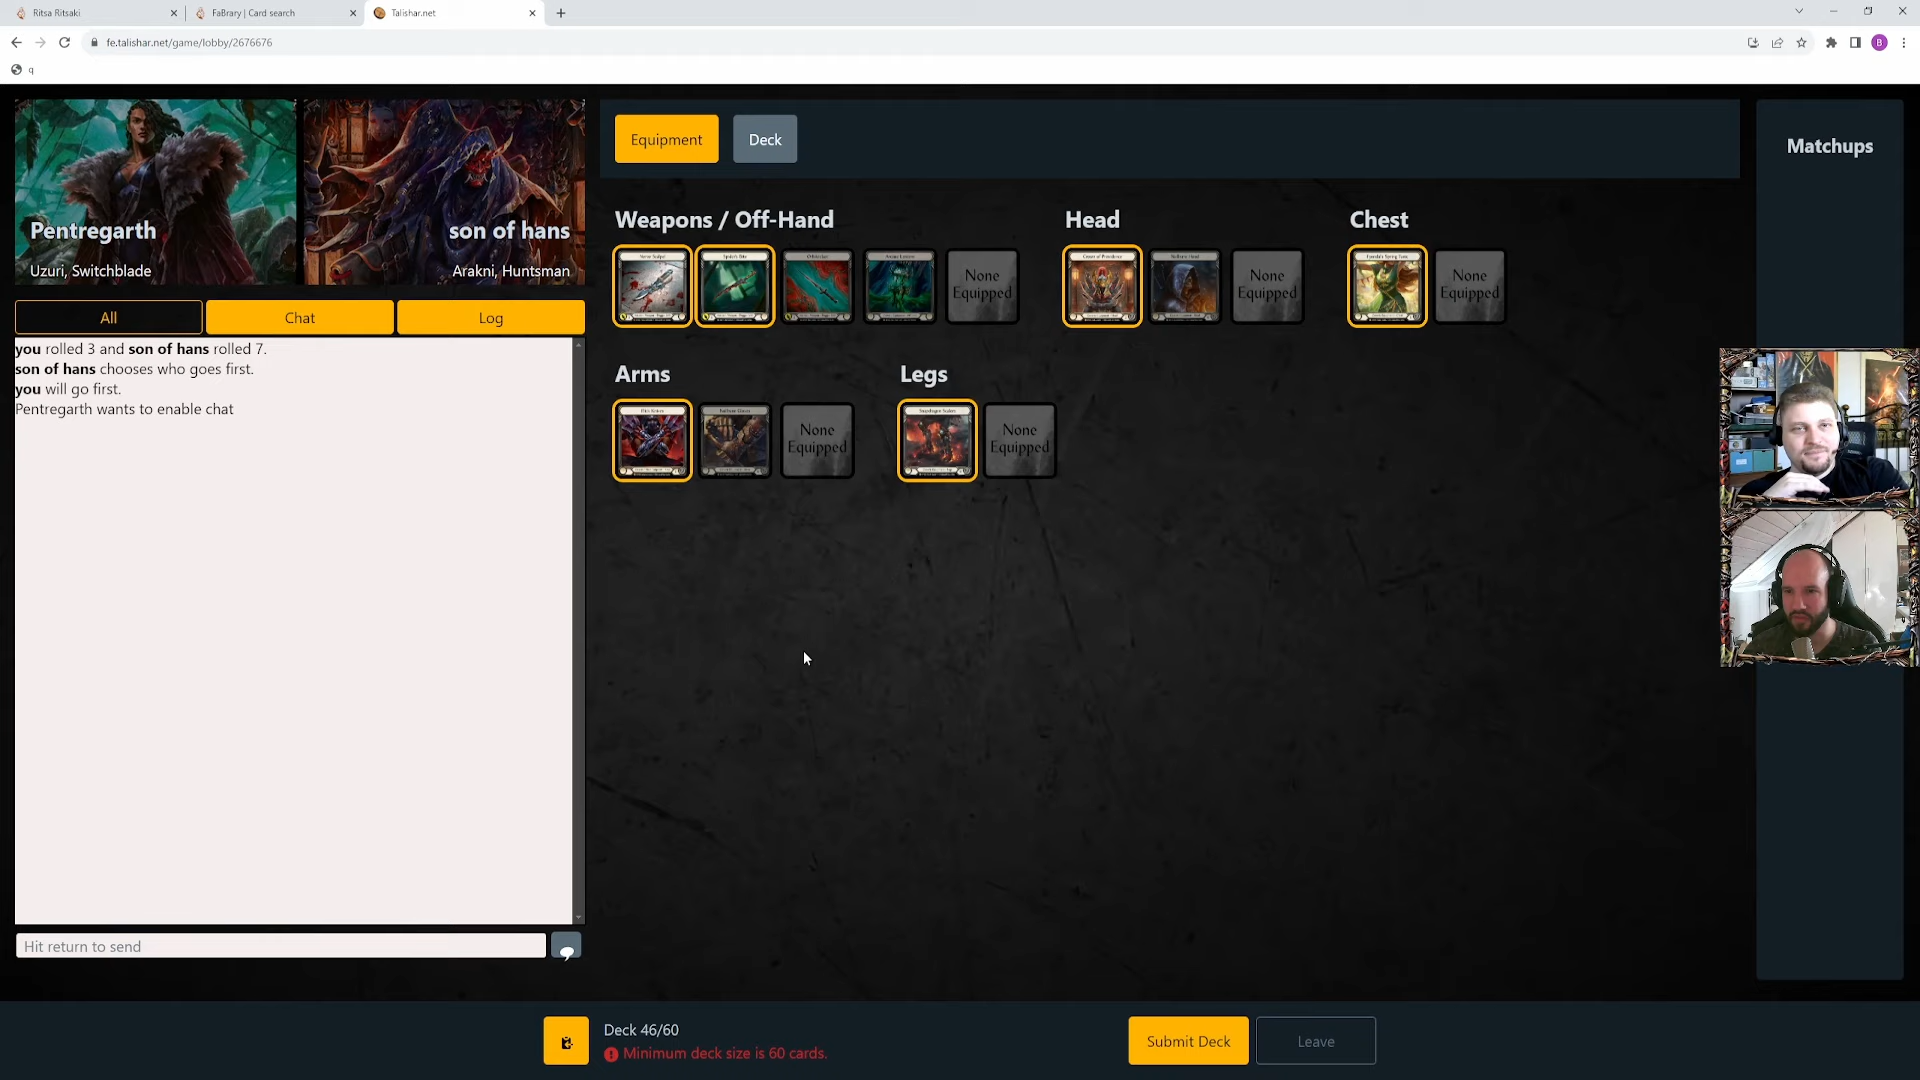 Ritsa Ritsaki
FaBrary | Card search
Talishar.net
fe.talishar.net/game/lobby/2676676
B
q
Pentregarth
Uzuri, Switchblade
son of hans
Arakni, Huntsman
Equipment
Deck
Matchups
Weapons / Off-Hand
Head
Chest
None Equipped
None Equipped
None Equipped
Arms
Legs
None Equipped
None Equipped
All
Chat
Log
you rolled 3 and son of hans rolled 7.
son of hans chooses who goes first.
you will go first.
Pentregarth wants to enable chat
Hit return to send
Deck 46/60
Minimum deck size is 60 cards.
Submit Deck
Leave